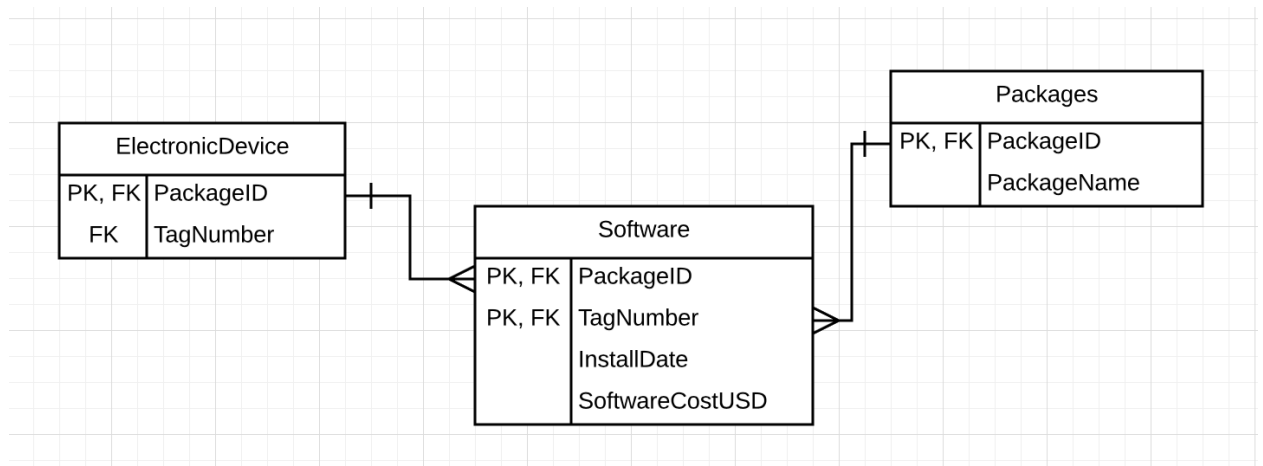 ElectronicDevice
PK, FK PackageID
FK TagNumber
Software
PK, FK PackageID
PK, FK TagNumber
InstallDate
SoftwareCostUSD
Packages
PK, FK PackageID
PackageName